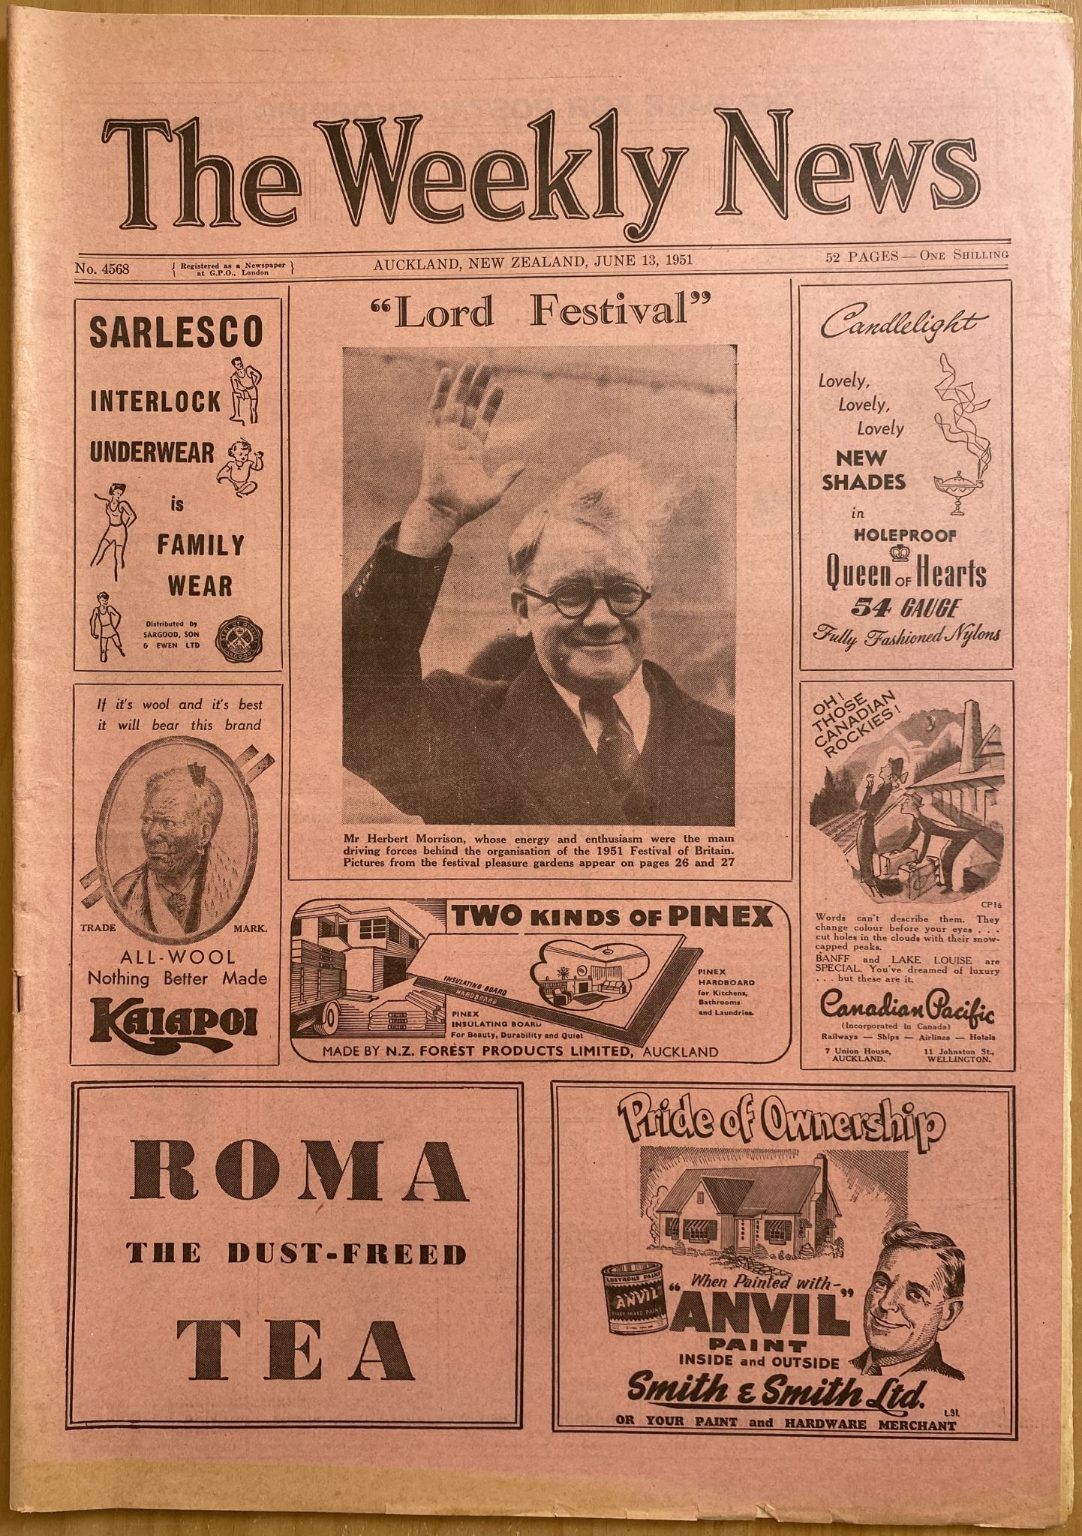 The Weekly News
No. 4568
{ Registered as a Newspaper
at G.P.O., London }
AUCKLAND, NEW ZEALAND, JUNE 13, 1951
52 PAGES — ONE SHILLING
SARLESCO
INTERLOCK
UNDERWEAR
is
FAMILY
WEAR
Distributed by
SARGOOD, SON
& EWEN LTD
If it's wool and it's best
it will bear this brand
TRADE
MARK.
ALL-WOOL
Nothing Better Made
KAIAPOI
"Lord Festival"
Mr Herbert Morrison, whose energy and enthusiasm were the main
driving forces behind the organisation of the 1951 Festival of Britain.
Pictures from the festival pleasure gardens appear on pages 26 and 27
TWO KINDS OF PINEX
INSULATING BOARD
HARDBOARD
PINEX
HARDBOARD
for Kitchens,
Bathrooms
and Laundries.
PINEX
INSULATING BOARD
For Beauty, Durability and Quiet
MADE BY N.Z. FOREST PRODUCTS LIMITED, AUCKLAND
Candlelight
Lovely,
Lovely,
Lovely
NEW
SHADES
in
HOLEPROOF
Queen OF Hearts
54 GAUGE
Fully Fashioned Nylons
OH!
THOSE
CANADIAN
ROCKIES!
CP16
Words can't describe them. They
change colour before your eyes . . .
cut holes in the clouds with their snow-
capped peaks.
BANFF and LAKE LOUISE are
SPECIAL. You've dreamed of luxury
. . . but these are it.
Canadian Pacific
(Incorporated in Canada)
Railways — Ships — Airlines — Hotels
7 Union House,
AUCKLAND.
11 Johnston St.,
WELLINGTON.
ROMA
THE DUST-FREED
TEA
Pride of Ownership
LUSTROUS PAINT
ANVIL
"When Painted with-
ANVIL"
PAINT
INSIDE and OUTSIDE
Smith & Smith Ltd.
L31.
OR YOUR PAINT and HARDWARE MERCHANT